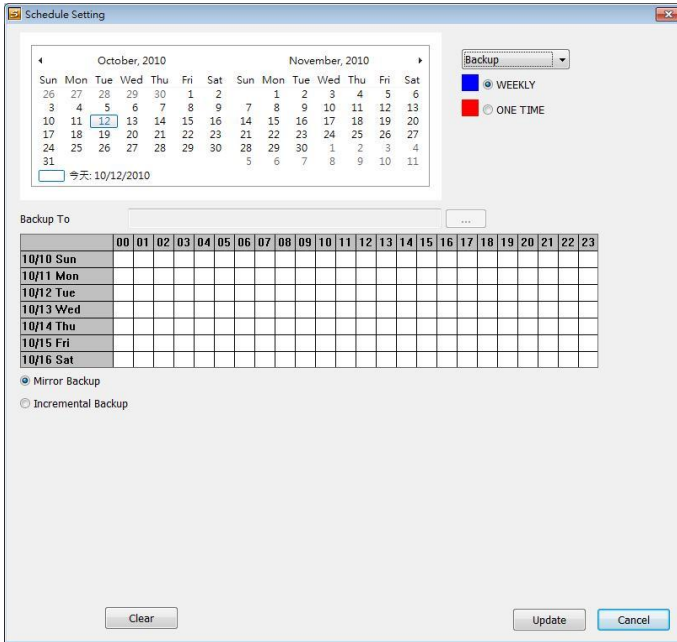 Schedule Setting
October, 2010 November, 2010
Sun Mon Tue Wed Thu Fri Sat Sun Mon Tue Wed Thu Fri Sat
26 27 28 29 30 1 2 1 2 3 4 5 6
3 4 5 6 7 8 9 7 8 9 10 11 12 13
10 11 12 13 14 15 16 14 15 16 17 18 19 20
17 18 19 20 21 22 23 21 22 23 24 25 26 27
24 25 26 27 28 29 30 28 29 30 1 2 3 4
31 5 6 7 8 9 10 11
今天: 10/12/2010
Backup
WEEKLY
ONE TIME
Backup To ...
00 01 02 03 04 05 06 07 08 09 10 11 12 13 14 15 16 17 18 19 20 21 22 23
10/10 Sun
10/11 Mon
10/12 Tue
10/13 Wed
10/14 Thu
10/15 Fri
10/16 Sat
Mirror Backup
Incremental Backup
Clear Update Cancel